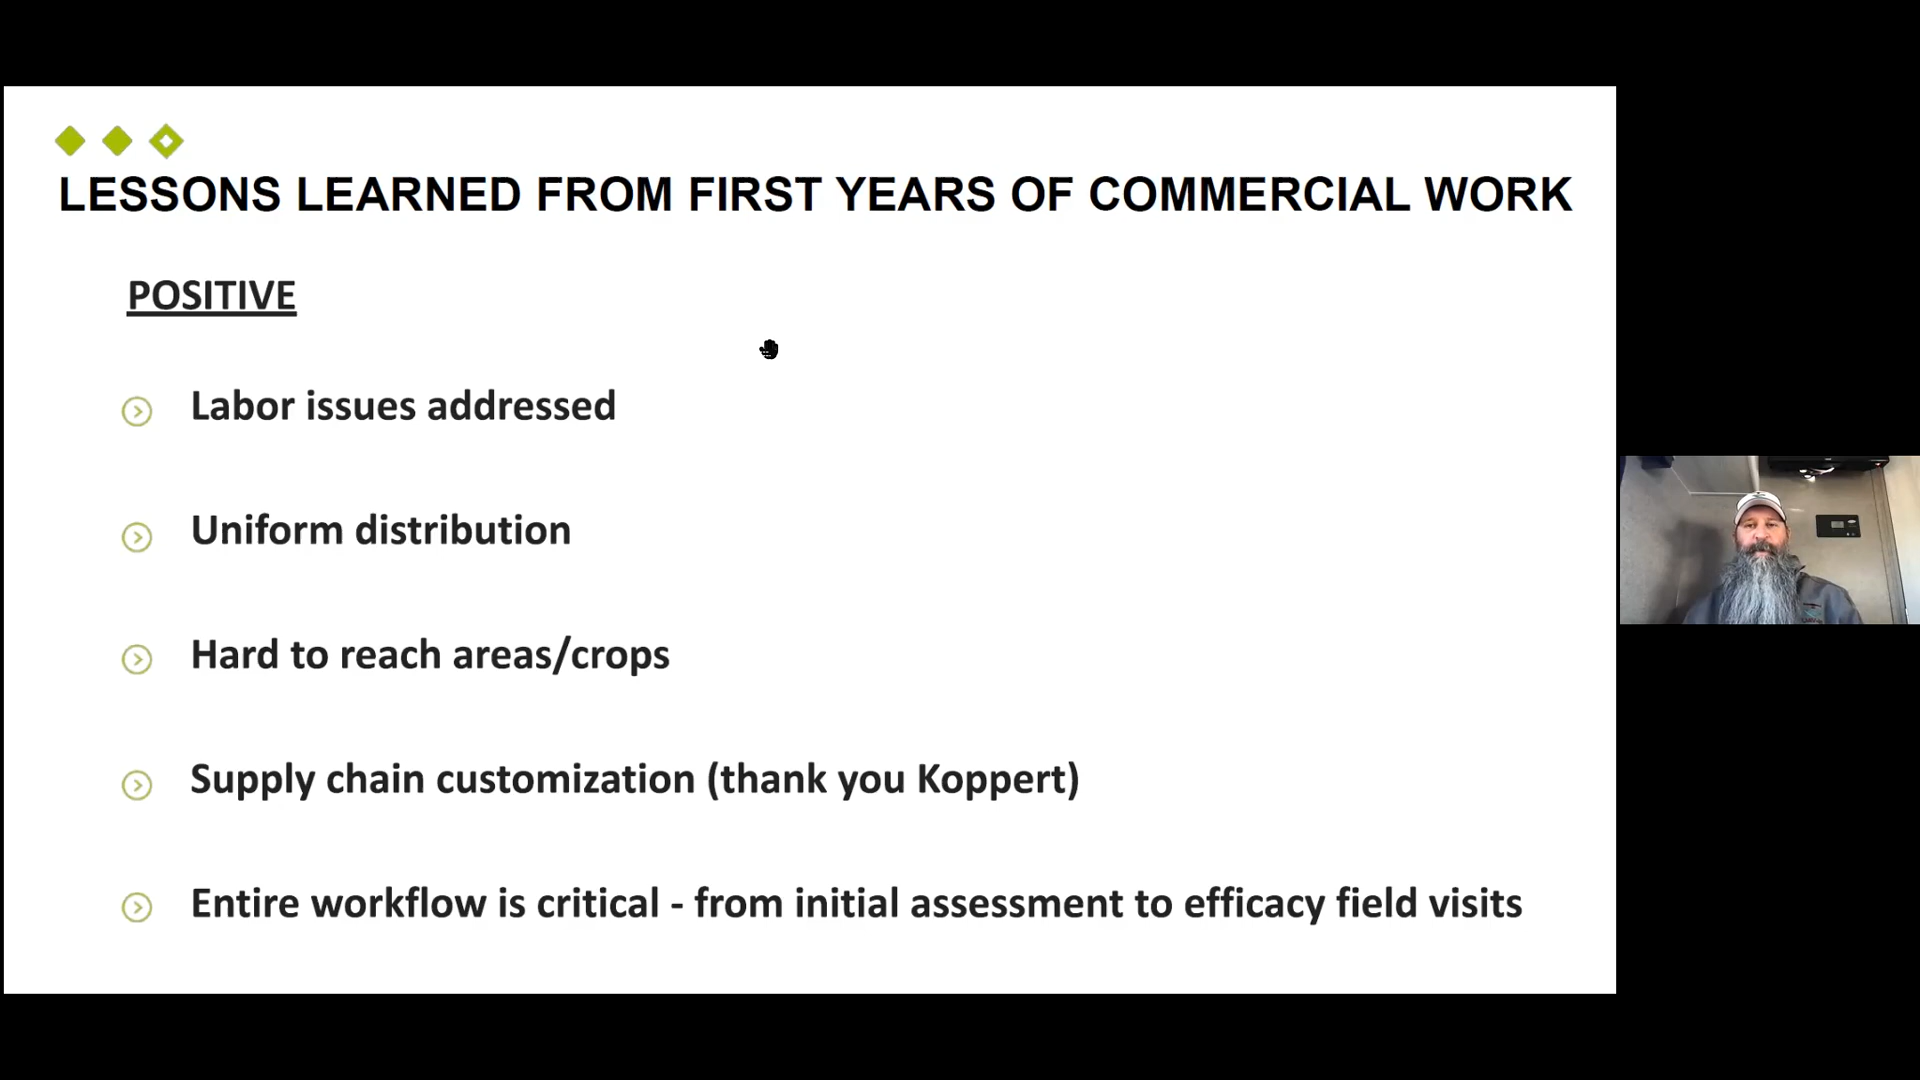 LESSONS LEARNED FROM FIRST YEARS OF COMMERCIAL WORK
POSITIVE
Labor issues addressed
Uniform distribution
Hard to reach areas/crops
Supply chain customization (thank you Koppert)
Entire workflow is critical - from initial assessment to efficacy field visits